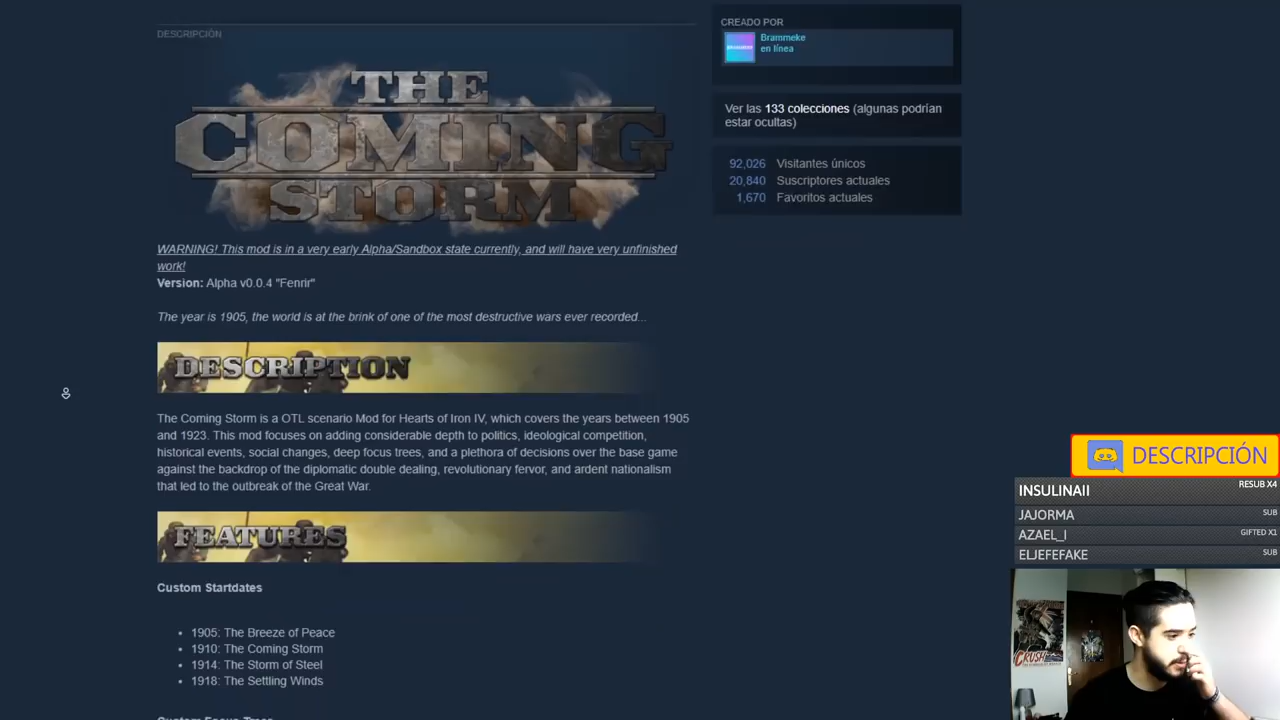 DESCRIPCIÓN
THE
COMING
STORM
WARNING! This mod is in a very early Alpha/Sandbox state currently, and will have very unfinished
work!
Version: Alpha v0.0.4 "Fenrir"
The year is 1905, the world is at the brink of one of the most destructive wars ever recorded...
DESCRIPTION
The Coming Storm is a OTL scenario Mod for Hearts of Iron IV, which covers the years between 1905
and 1923. This mod focuses on adding considerable depth to politics, ideological competition,
historical events, social changes, deep focus trees, and a plethora of decisions over the base game
against the backdrop of the diplomatic double dealing, revolutionary fervor, and ardent nationalism
that led to the outbreak of the Great War.
FEATURES
Custom Startdates
1905: The Breeze of Peace
1910: The Coming Storm
1914: The Storm of Steel
1918: The Settling Winds
CREADO POR
Brammeke
en línea
Ver las 133 colecciones (algunas podrían
estar ocultas)
92,026 Visitantes únicos
20,840 Suscriptores actuales
1,670 Favoritos actuales
DESCRIPCIÓN
INSULINAII RESUB X4
JAJORMA SUB
AZAEL_I GIFTED X1
ELJEFEFAKE SUB
CRUSH